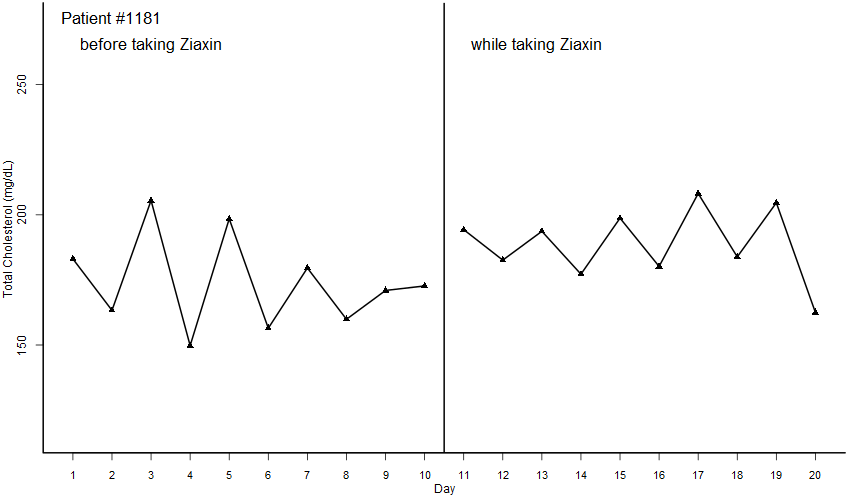 Patient #1181
before taking Ziaxin
while taking Ziaxin
Total Cholesterol (mg/dL)
250
200
150
1 2 3 4 5 6 7 8 9 10 11 12 13 14 15 16 17 18 19 20
Day